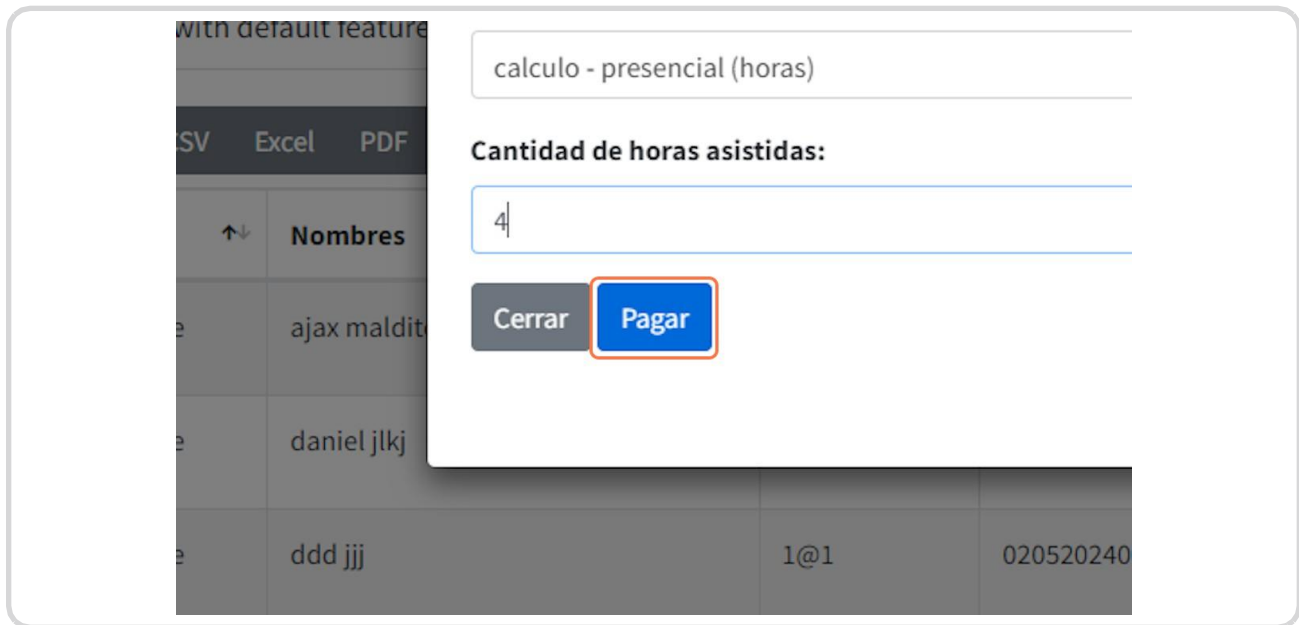 with default feature
calculo - presencial (horas)
SV Excel PDF
Cantidad de horas asistidas:
4
Nombres
Cerrar Pagar
e ajax maldit
e daniel jlkj
e ddd jjj 1@1 020520240